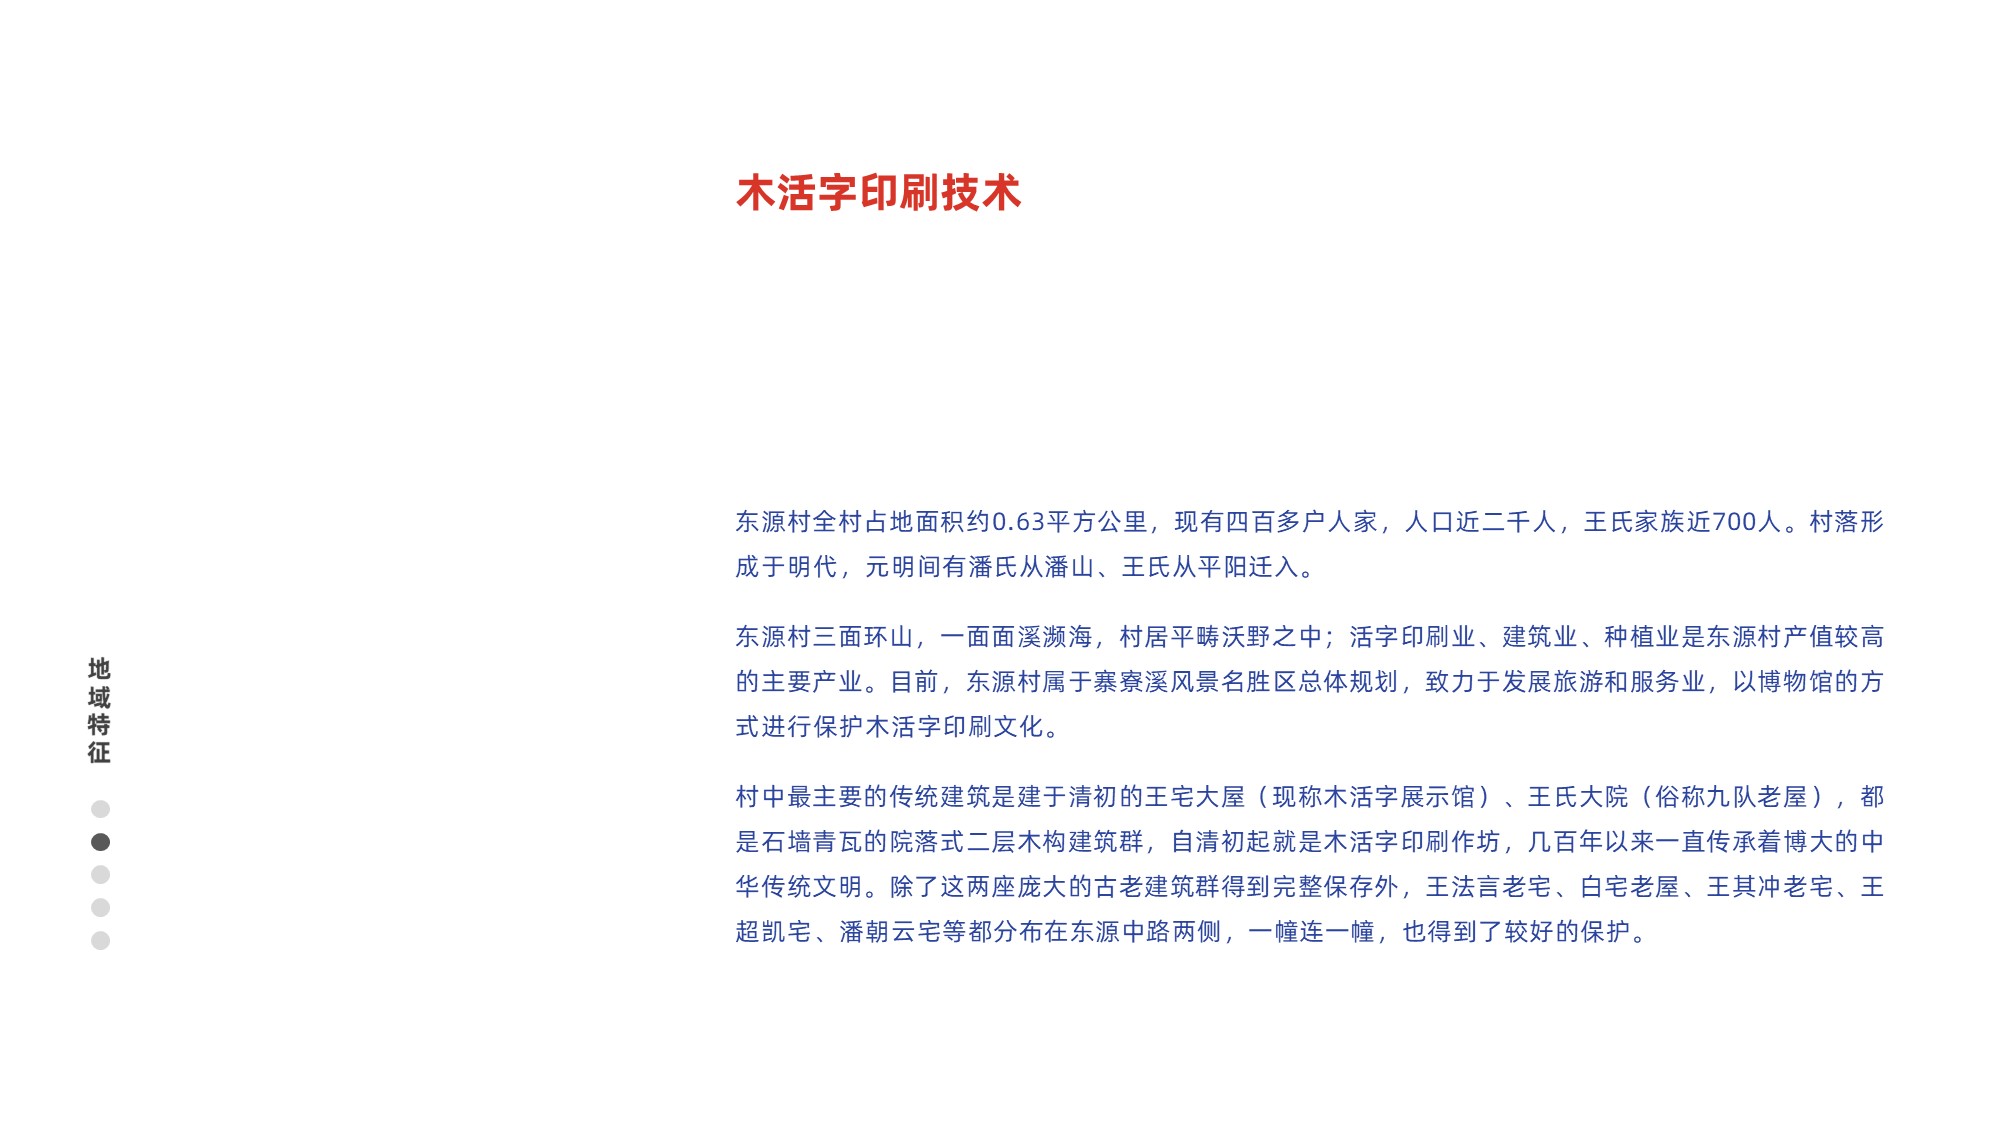 木活字印刷技术
东源村全村占地面积约0.63平方公里，现有四百多户人家，人口近二千人，王氏家族近700人。村落形
成于明代，元明间有潘氏从潘山、王氏从平阳迁入。
东源村三面环山，一面面溪濒海，村居平畴沃野之中；活字印刷业、建筑业、种植业是东源村产值较高
的主要产业。目前，东源村属于寨寮溪风景名胜区总体规划，致力于发展旅游和服务业，以博物馆的方
式进行保护木活字印刷文化。
村中最主要的传统建筑是建于清初的王宅大屋（现称木活字展示馆）、王氏大院（俗称九队老屋），都
是石墙青瓦的院落式二层木构建筑群，自清初起就是木活字印刷作坊，几百年以来一直传承着博大的中
华传统文明。除了这两座庞大的古老建筑群得到完整保存外，王法言老宅、白宅老屋、王其冲老宅、王
超凯宅、潘朝云宅等都分布在东源中路两侧，一幢连一幢，也得到了较好的保护。
地域特征